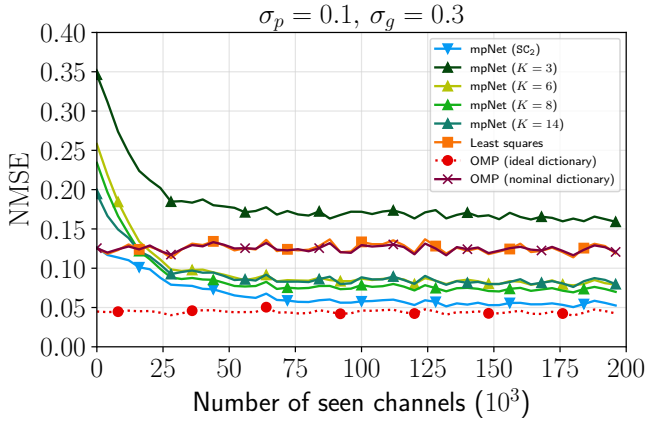 σ_p = 0.1, σ_g = 0.3
NMSE
0.40
0.35
0.30
0.25
0.20
0.15
0.10
0.05
0.00
mpNet (SC₂)
mpNet (K = 3)
mpNet (K = 6)
mpNet (K = 8)
mpNet (K = 14)
Least squares
OMP (ideal dictionary)
OMP (nominal dictionary)
0 25 50 75 100 125 150 175 200
Number of seen channels (10³)